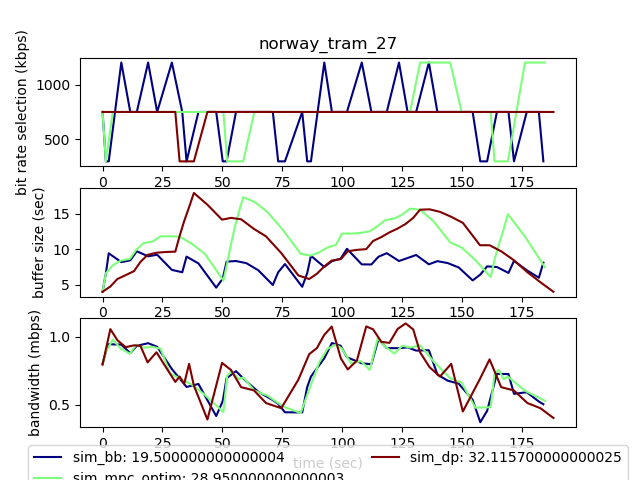 norway_tram_27
bit rate selection (kbps)
1000
500
0 25 50 75 100 125 150 175
buffer size (sec)
15
10
5
0 25 50 75 100 125 150 175
bandwidth (mbps)
1.0
0.5
0 25 50 75 100 125 150 175
time (sec)
sim_bb: 19.500000000000004
sim_dp: 32.115700000000025
sim_mpc_optim: 28.950000000000003